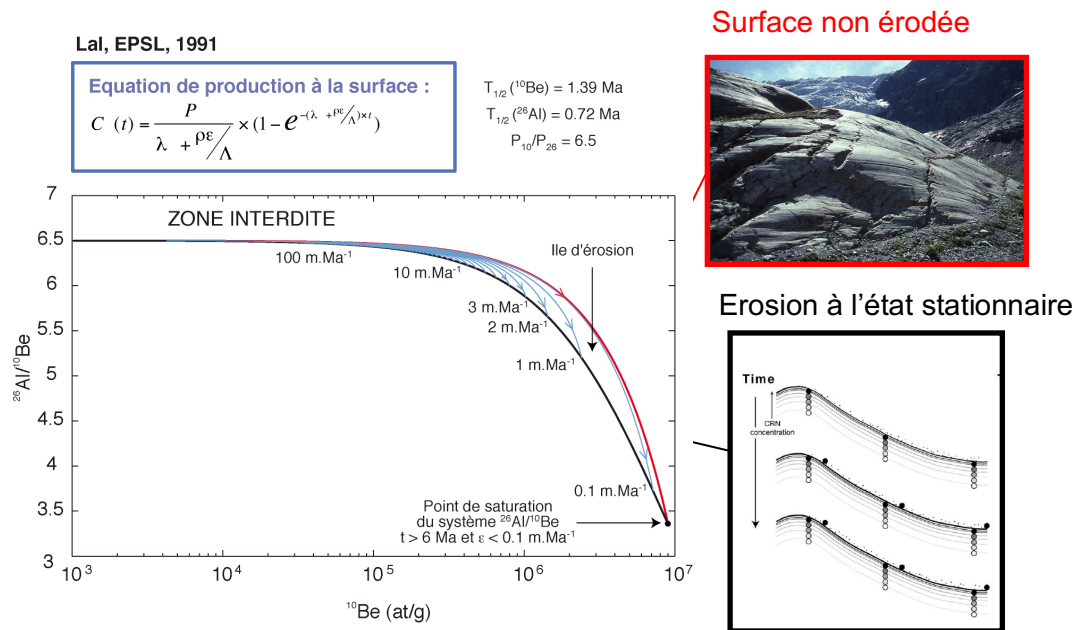 Surface non érodée
Lal, EPSL, 1991
Equation de production à la surface :
C (t) = P / (λ + ρε/Λ) × (1 − e^−(λ + ρε/Λ)×t)
T1/2 (10Be) = 1.39 Ma
T1/2 (26Al) = 0.72 Ma
P10/P26 = 6.5
7
6.5
6
5.5
5
4.5
4
3.5
3
26Al/10Be
ZONE INTERDITE
Ile d'érosion
100 m.Ma-1
10 m.Ma-1
3 m.Ma-1
2 m.Ma-1
1 m.Ma-1
0.1 m.Ma-1
Point de saturation
du système 26Al/10Be
t > 6 Ma et ε < 0.1 m.Ma-1
10^3
10^4
10^5
10^6
10^7
10Be (at/g)
Erosion à l'état stationnaire
Time
CRN
concentration